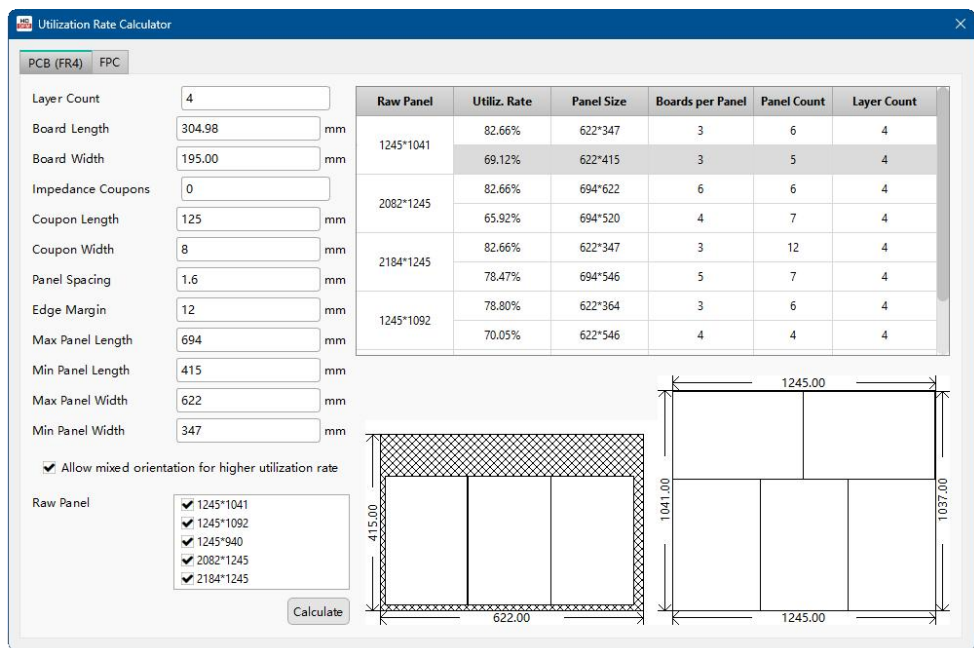 HQ DFM
Utilization Rate Calculator
PCB (FR4) FPC
Layer Count 4
Board Length 304.98 mm
Board Width 195.00 mm
Impedance Coupons 0
Coupon Length 125 mm
Coupon Width 8 mm
Panel Spacing 1.6 mm
Edge Margin 12 mm
Max Panel Length 694 mm
Min Panel Length 415 mm
Max Panel Width 622 mm
Min Panel Width 347 mm
Allow mixed orientation for higher utilization rate
Raw Panel
1245*1041
1245*1092
1245*940
2082*1245
2184*1245
Calculate
Raw Panel Utiliz. Rate Panel Size Boards per Panel Panel Count Layer Count
1245*1041
82.66% 622*347 3 6 4
69.12% 622*415 3 5 4
2082*1245
82.66% 694*622 6 6 4
65.92% 694*520 4 7 4
2184*1245
82.66% 622*347 3 12 4
78.47% 694*546 5 7 4
1245*1092
78.80% 622*364 3 6 4
70.05% 622*546 4 4 4
415.00
622.00
1245.00
1041.00
1037.00
1245.00